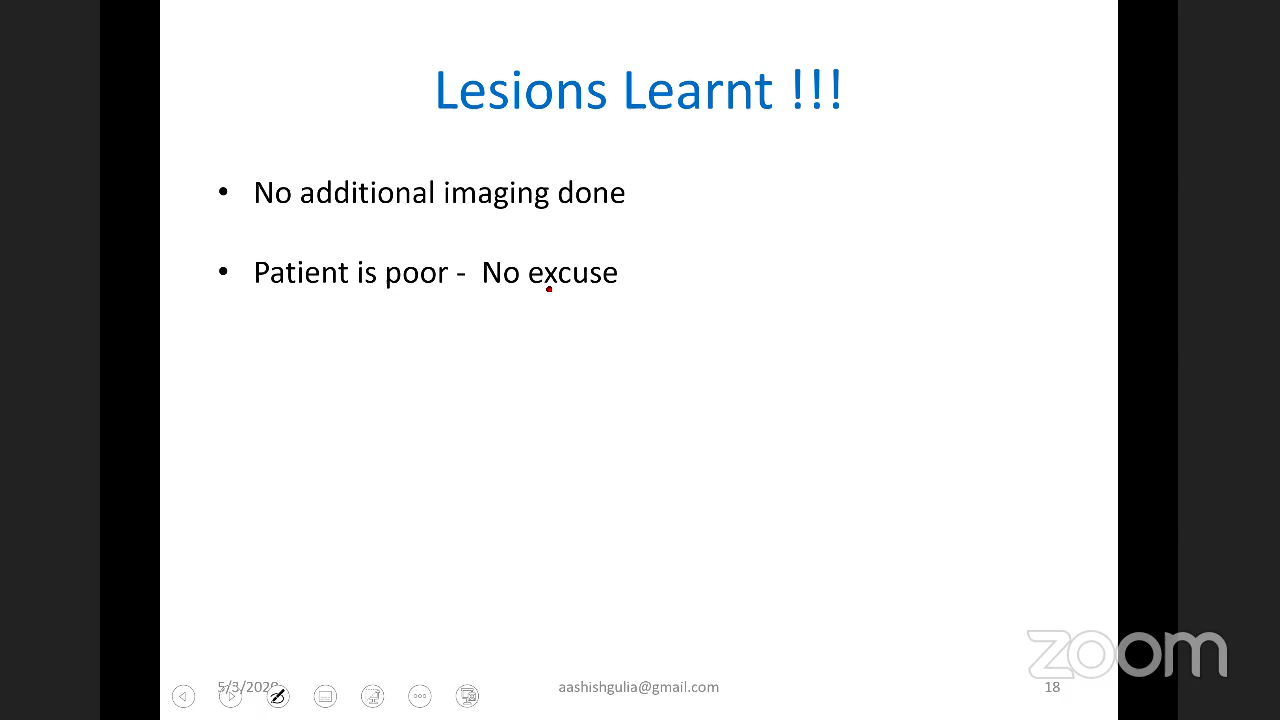 Lesions Learnt !!!
• No additional imaging done
• Patient is poor - No excuse
zoom
5/3/2020 aashishgulia@gmail.com 18